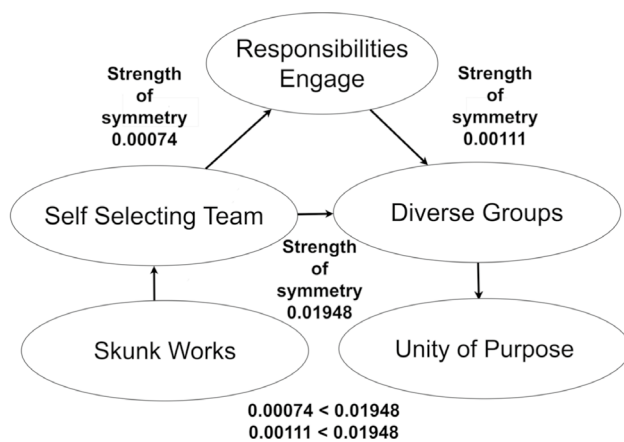 Responsibilities
Engage
Strength
of
symmetry
0.00074
Strength
of
symmetry
0.00111
Self Selecting Team
Diverse Groups
Strength
of
symmetry
0.01948
Skunk Works
Unity of Purpose
0.00074 < 0.01948
0.00111 < 0.01948